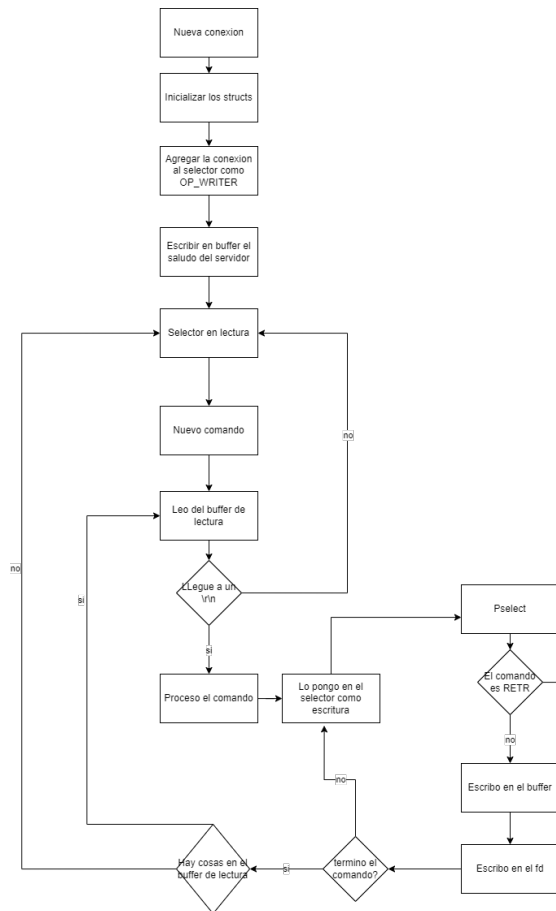 Nueva conexion
Inicializar los structs
Agregar la conexion
al selector como
OP_WRITER
Escribir en buffer el
saludo del servidor
Selector en lectura
Nuevo comando
no
Leo del buffer de
lectura
no
si
LLegue a un
\r\n
si
Pselect
Proceso el comando
Lo pongo en el
selector como
escritura
El comando
es RETR
no
Escribo en el buffer
no
Hay cosas en el
buffer de lectura
si
termino el
comando?
Escribo en el fd